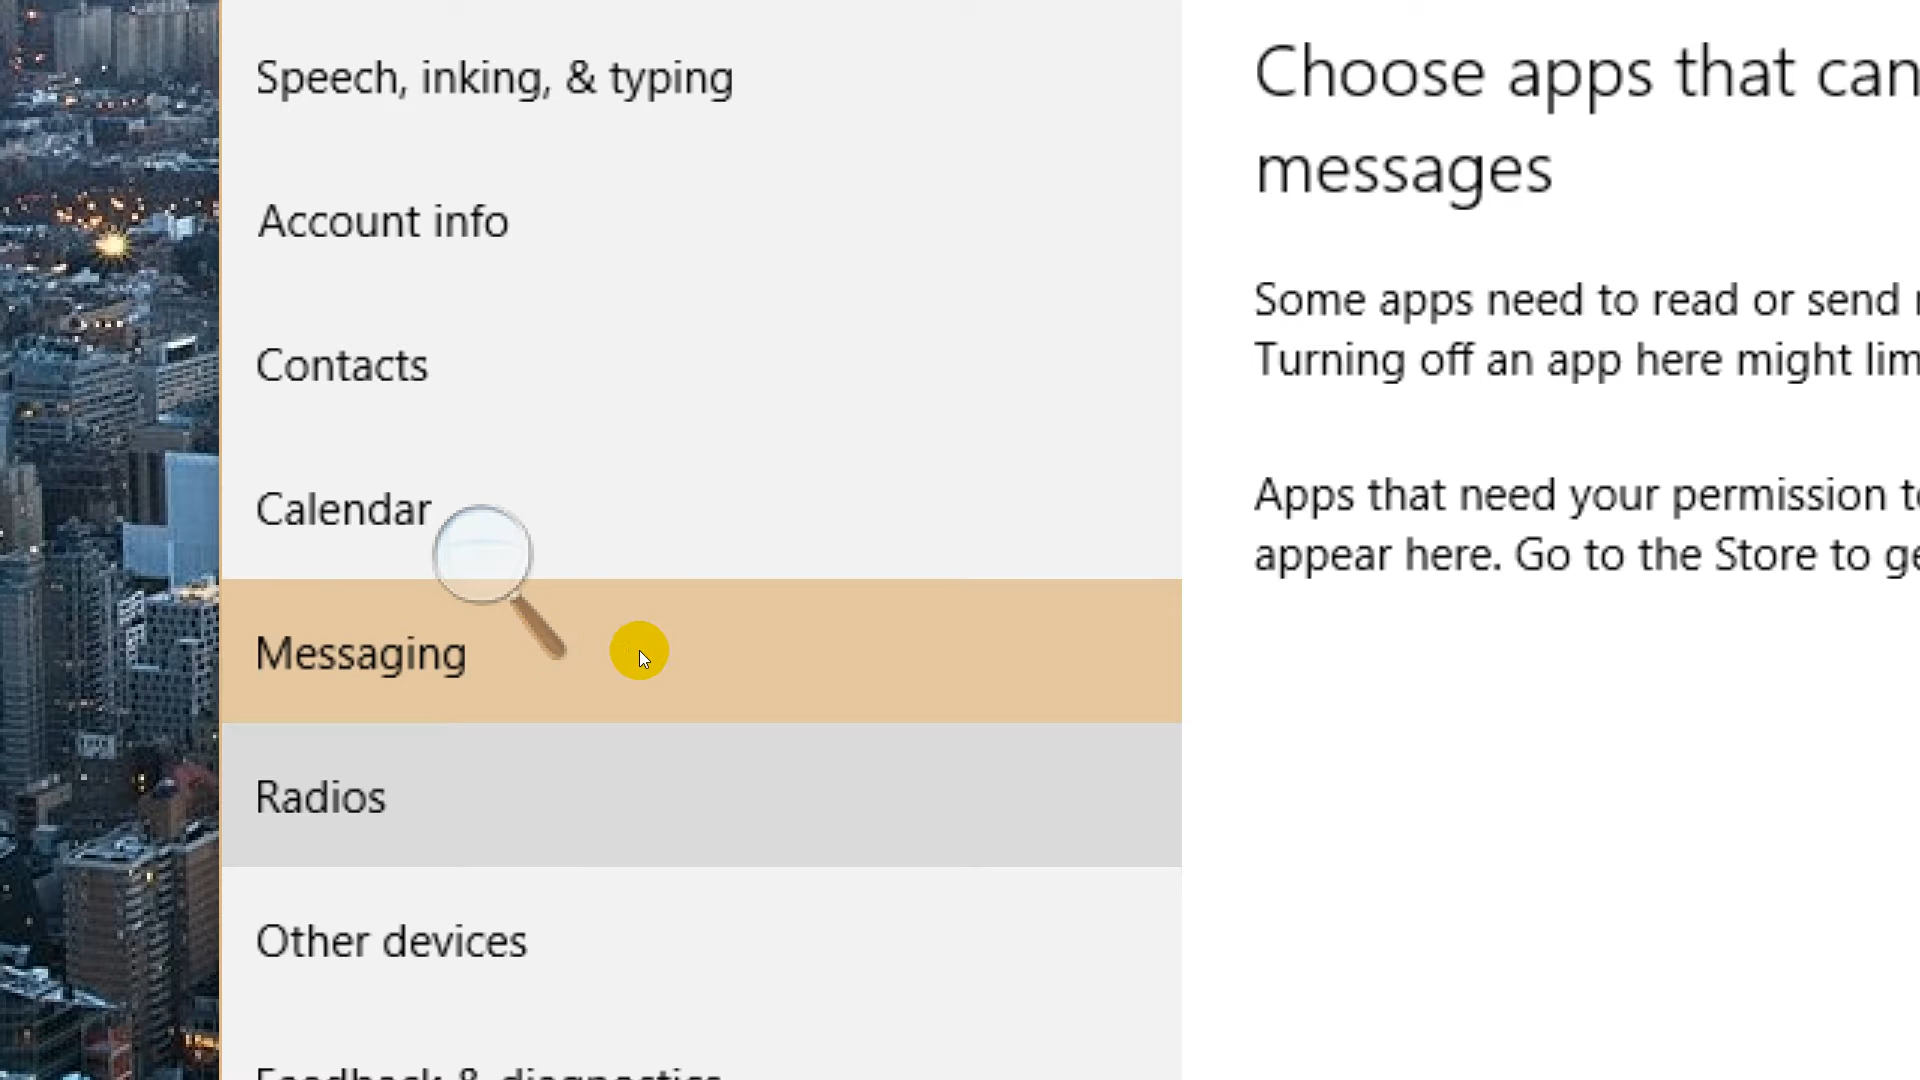 Speech, inking, & typing
Account info
Contacts
Calendar
Messaging
Radios
Other devices
Feedback & diagnostics
Choose apps that can
messages
Some apps need to read or send
Turning off an app here might
Apps that need your permission
appear here. Go to the Store to